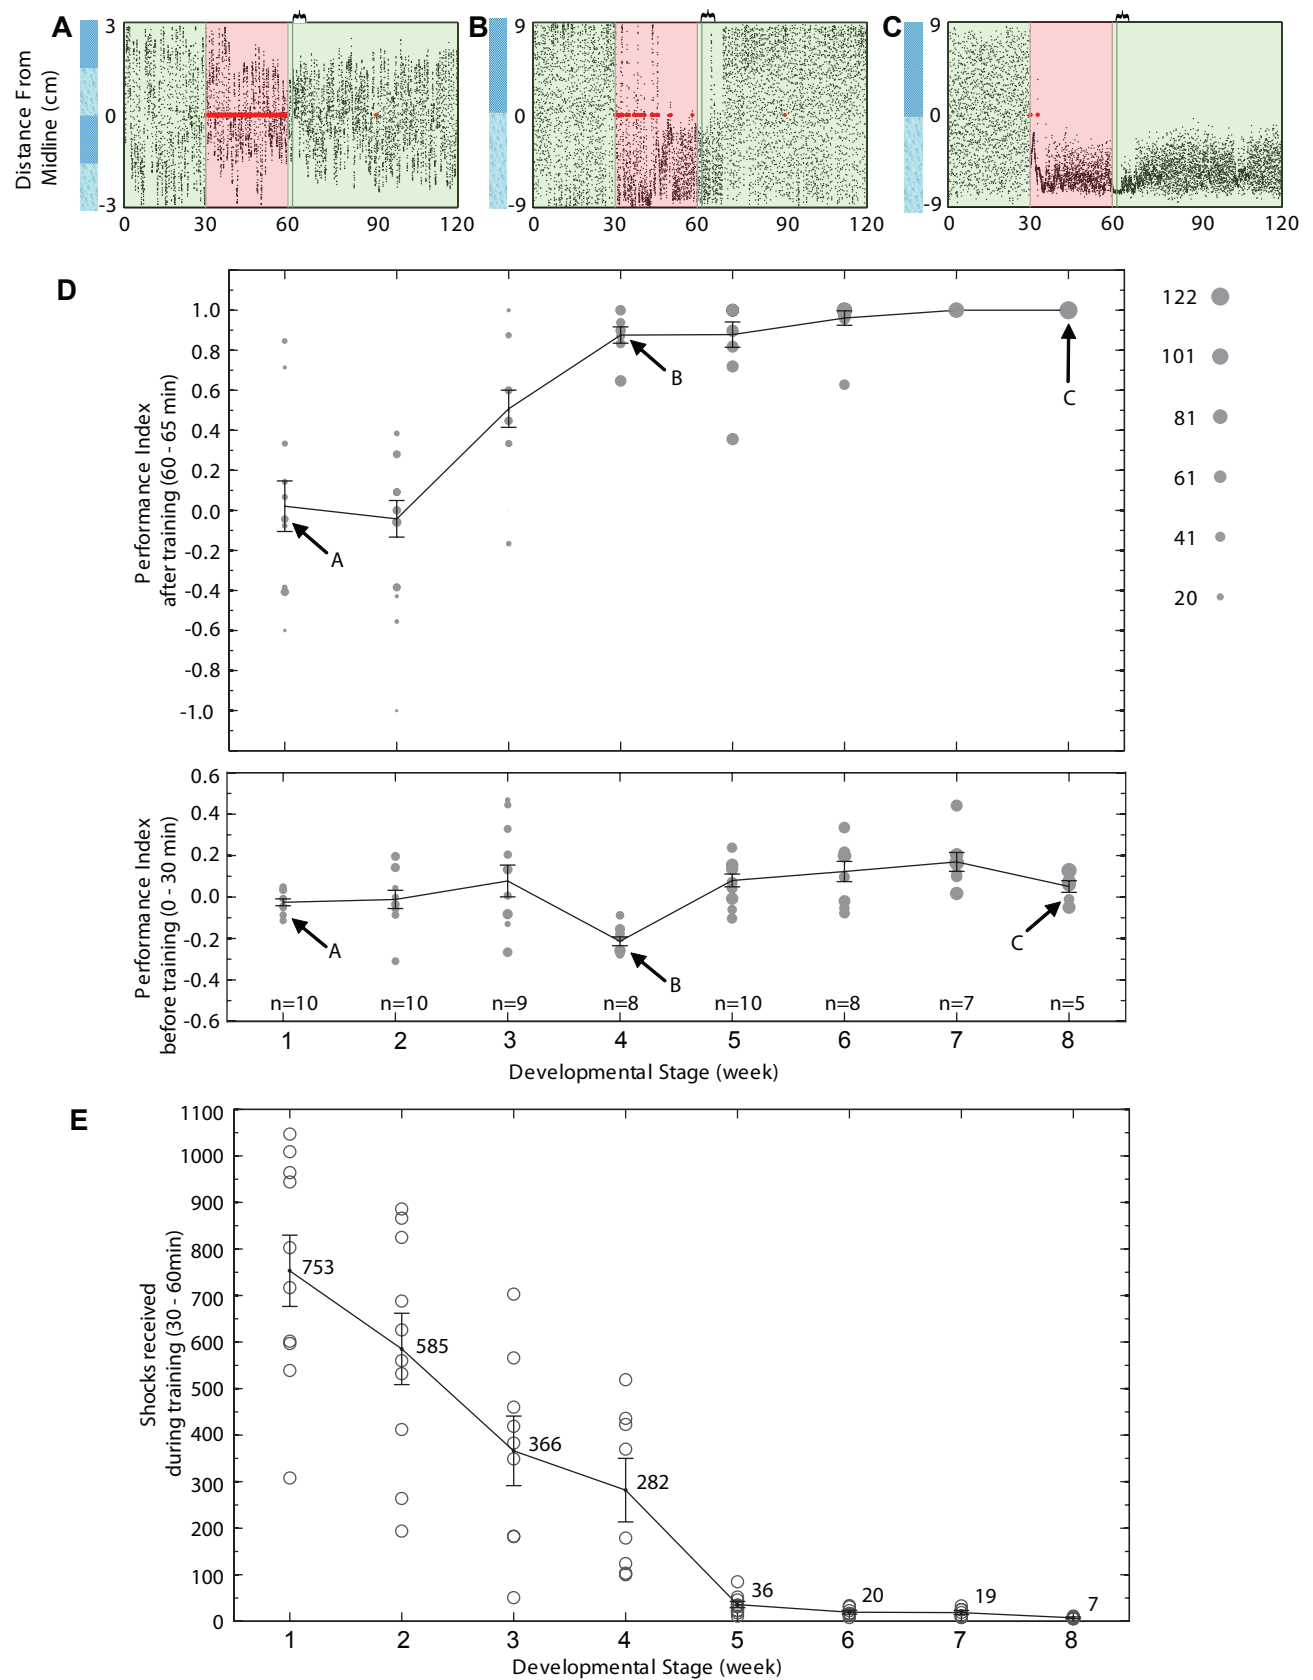 A
B
C
Distance From
Midline (cm)
3
0
-3
9
0
-9
9
0
-9
0 30 60 90 120
0 30 60 90 120
0 30 60 90 120
D
Performance Index
after training (60 - 65 min)
1.0
0.8
0.6
0.4
0.2
0.0
-0.2
-0.4
-0.6
-0.8
-1.0
A
B
C
122
101
81
61
41
20
Performance Index
before training (0 - 30 min)
0.6
0.4
0.2
0.0
-0.2
-0.4
-0.6
A
B
C
n=10 n=10 n=9 n=8 n=10 n=8 n=7 n=5
1 2 3 4 5 6 7 8
Developmental Stage (week)
E
Shocks received
during training (30 - 60min)
1100
1000
900
800
700
600
500
400
300
200
100
0
753
585
366
282
36
20
19
7
1 2 3 4 5 6 7 8
Developmental Stage (week)